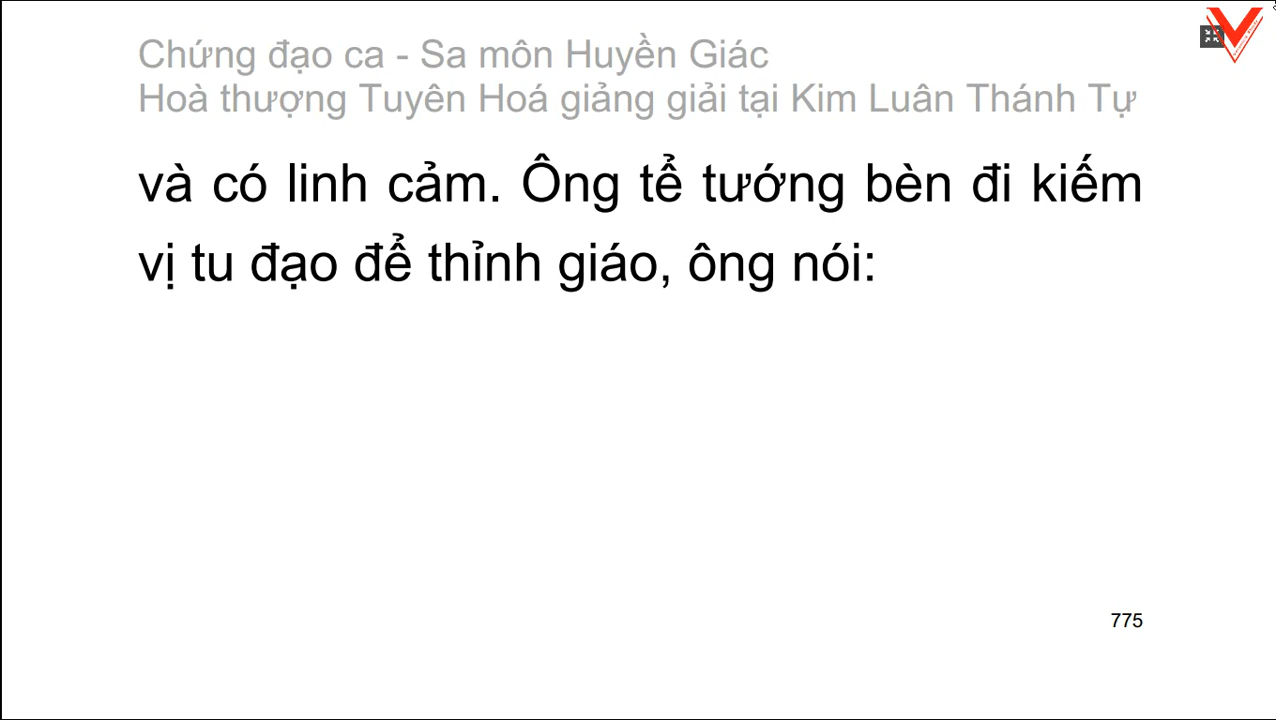 Chứng đạo ca - Sa môn Huyền Giác
Hoà thượng Tuyên Hoá giảng giải tại Kim Luân Thánh Tự
và có linh cảm. Ông tể tướng bèn đi kiếm
vị tu đạo để thỉnh giáo, ông nói:
775